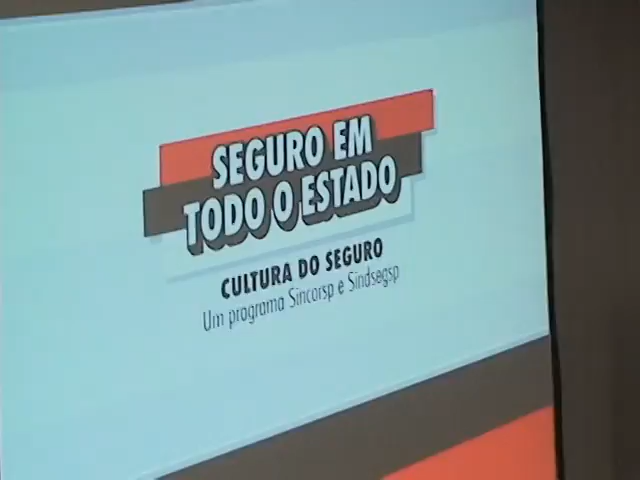 SEGURO EM
TODO O ESTADO
CULTURA DO SEGURO
Um programa Sincorsp e Sindsegsp